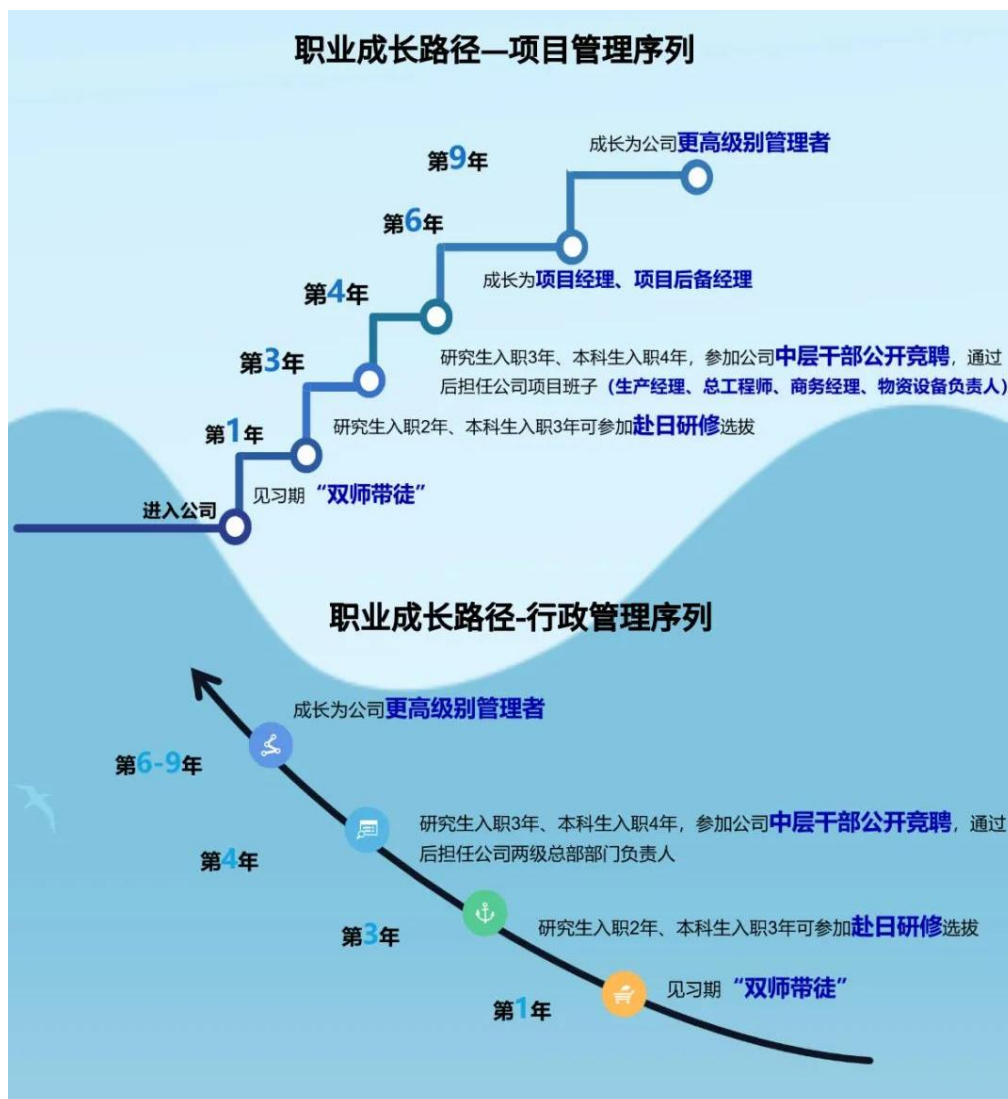 职业成长路径—项目管理序列
成长为公司更高级别管理者
第9年
第6年
成长为项目经理、项目后备经理
第4年
研究生入职3年、本科生入职4年，参加公司中层干部公开竞聘，通过
后担任公司项目班子（生产经理、总工程师、商务经理、物资设备负责人）
第3年
研究生入职2年、本科生入职3年可参加赴日研修选拔
第1年
见习期“双师带徒”
进入公司
职业成长路径-行政管理序列
成长为公司更高级别管理者
第6-9年
研究生入职3年、本科生入职4年，参加公司中层干部公开竞聘，通过
后担任公司两级总部部门负责人
第4年
研究生入职2年、本科生入职3年可参加赴日研修选拔
第3年
见习期“双师带徒”
第1年